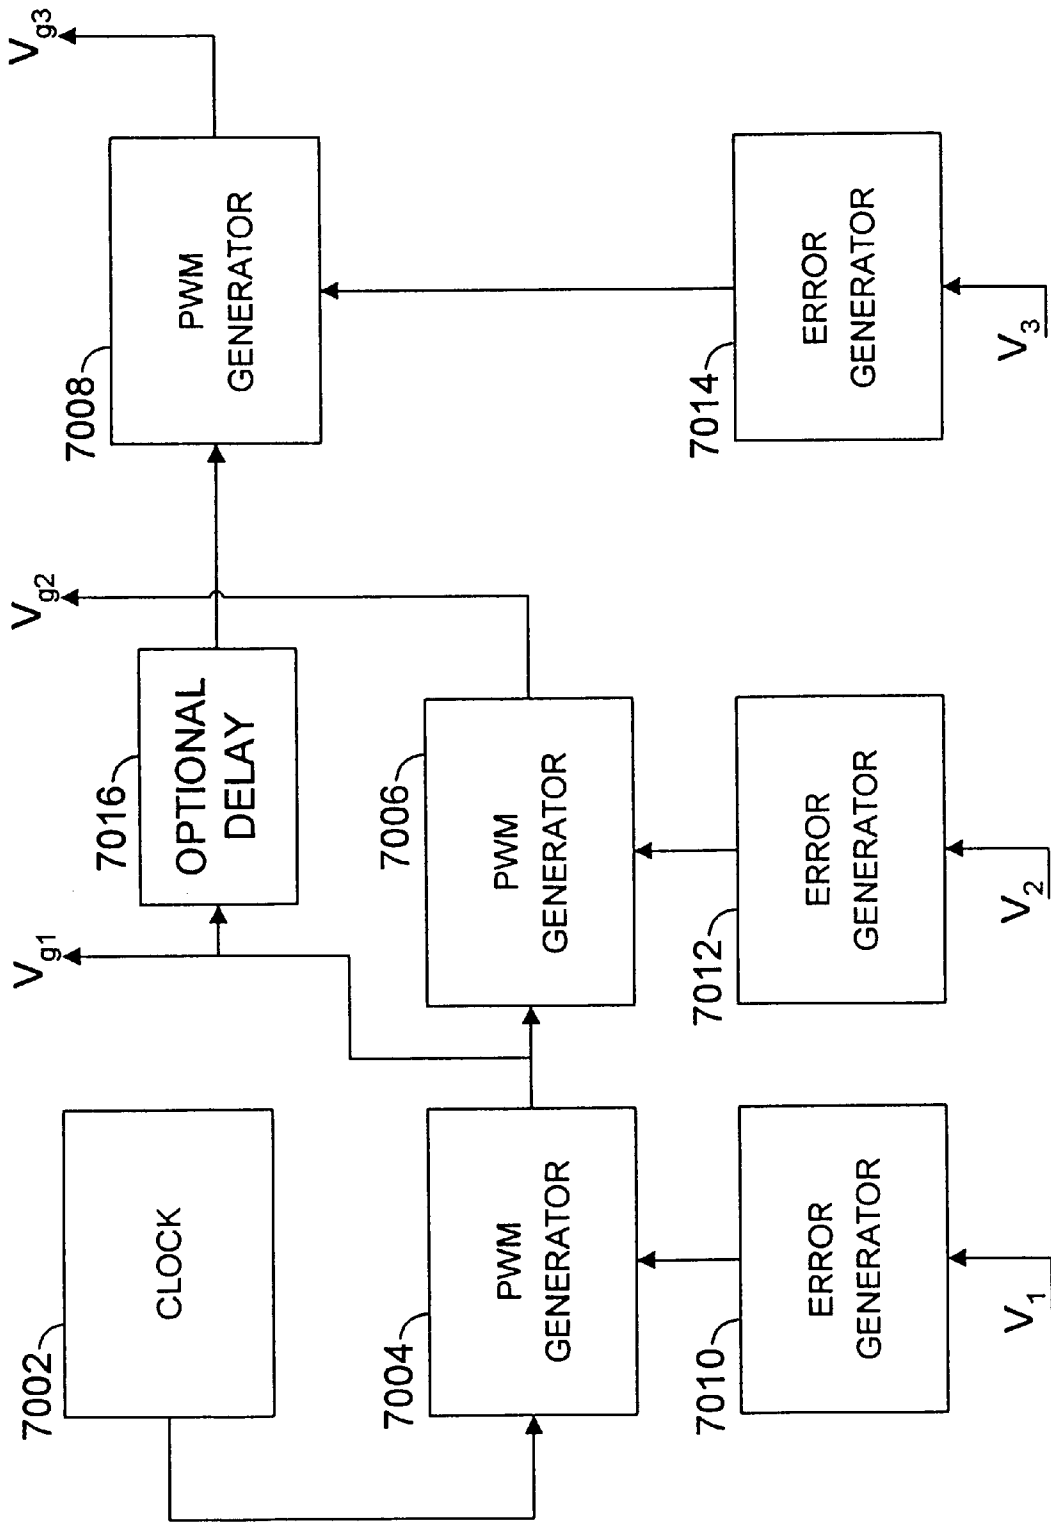 7002
CLOCK
V_g1
7016
OPTIONAL
DELAY
V_g2
7008
PWM
GENERATOR
V_g3
7004
PWM
GENERATOR
7006
PWM
GENERATOR
7010
ERROR
GENERATOR
7012
ERROR
GENERATOR
7014
ERROR
GENERATOR
V_1
V_2
V_3